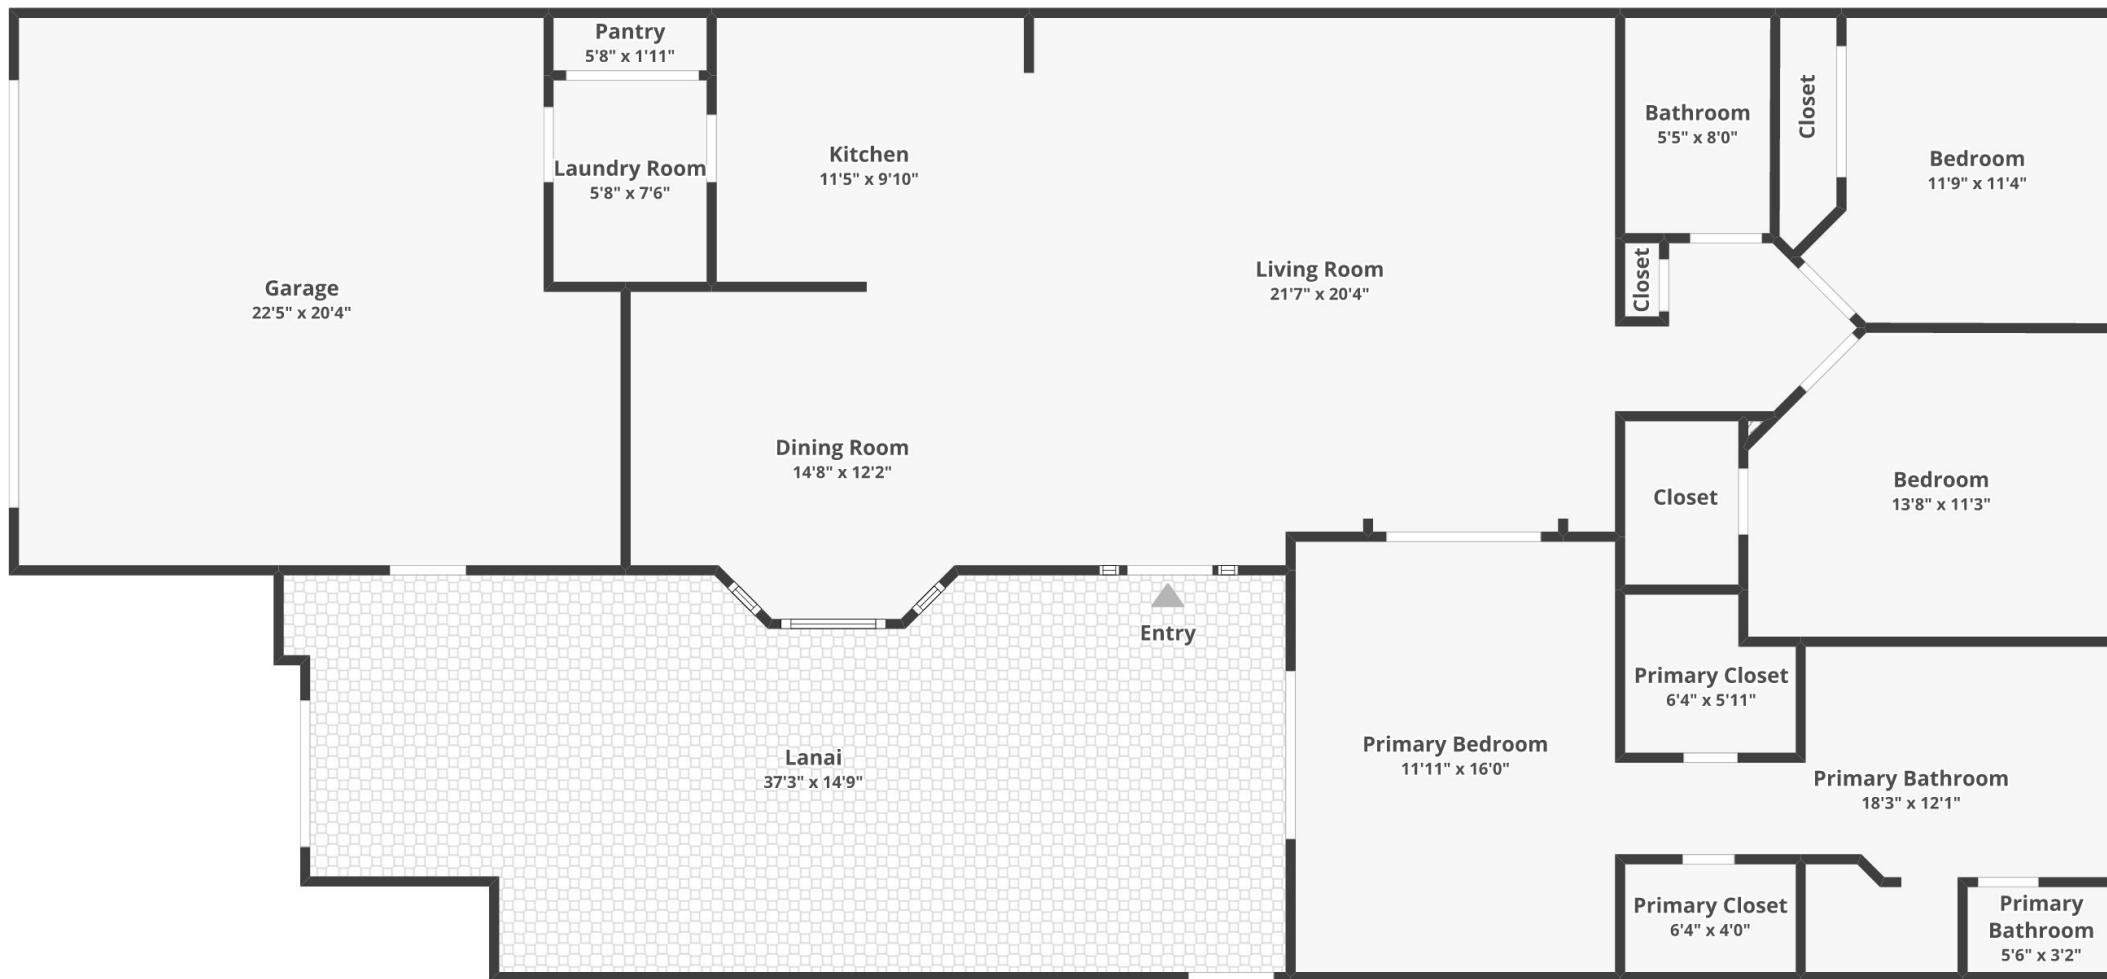 Pantry
5'8" x 1'11"
Laundry Room
5'8" x 7'6"
Kitchen
11'5" x 9'10"
Garage
22'5" x 20'4"
Living Room
21'7" x 20'4"
Bathroom
5'5" x 8'0"
Closet
Bedroom
11'9" x 11'4"
Closet
Dining Room
14'8" x 12'2"
Closet
Bedroom
13'8" x 11'3"
Entry
Primary Closet
6'4" x 5'11"
Lanai
37'3" x 14'9"
Primary Bedroom
11'11" x 16'0"
Primary Bathroom
18'3" x 12'1"
Primary Closet
6'4" x 4'0"
Primary
Bathroom
5'6" x 3'2"